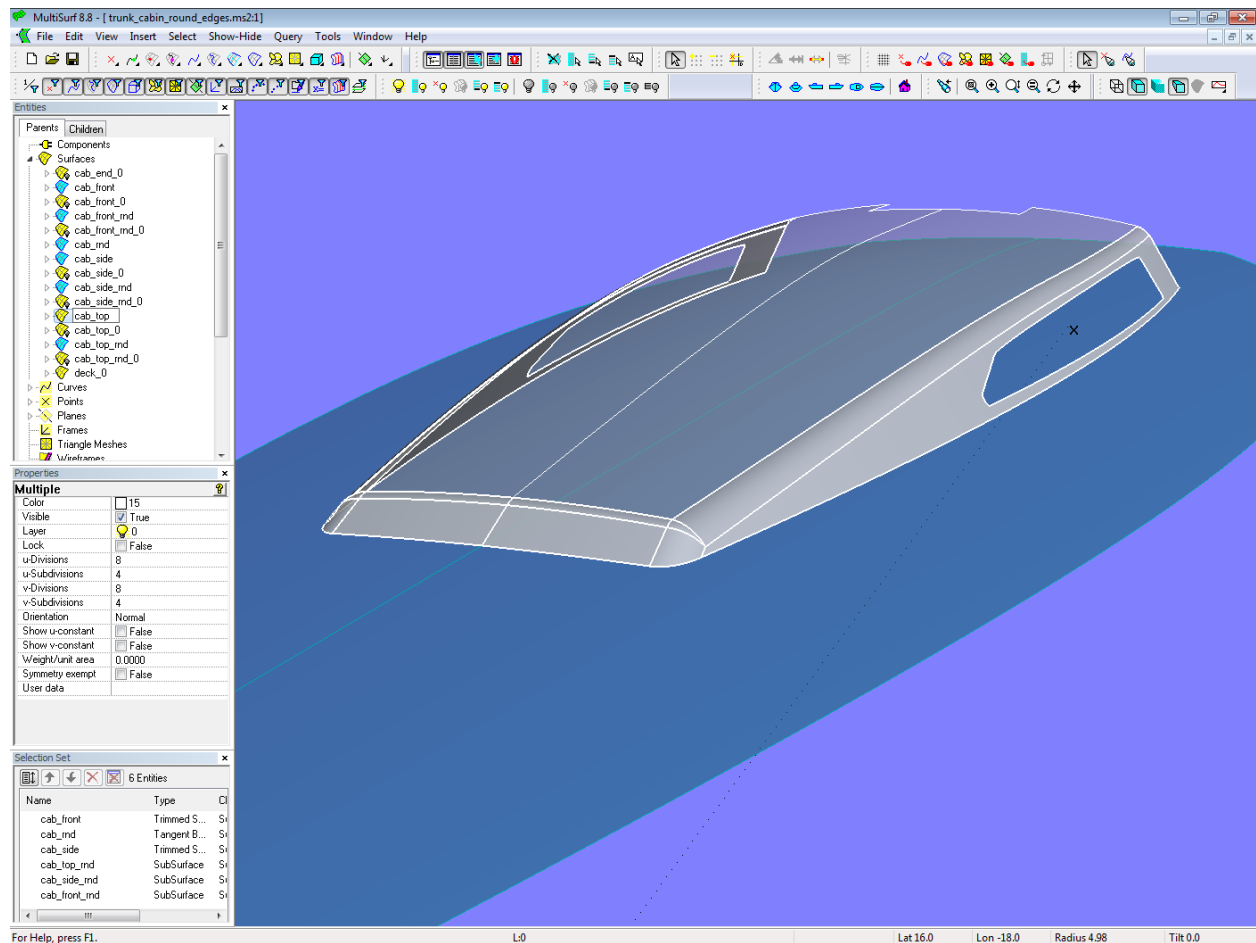 MultiSurf 8.8 - [ trunk_cabin_round_edges.ms2:1]
File Edit View Insert Select Show-Hide Query Tools Window Help
Entities
Parents Children
Components
Surfaces
cab_end_0
cab_front
cab_front_0
cab_front_rnd
cab_front_rnd_0
cab_rnd
cab_side
cab_side_0
cab_side_rnd
cab_side_rnd_0
cab_top
cab_top_0
cab_top_rnd
cab_top_rnd_0
deck_0
Curves
Points
Planes
Frames
Triangle Meshes
Wireframes
Properties
Multiple
Color 15
Visible True
Layer 0
Lock False
u-Divisions 8
u-Subdivisions 4
v-Divisions 8
v-Subdivisions 4
Orientation Normal
Show u-constant False
Show v-constant False
Weight/unit area 0.0000
Symmetry exempt False
User data
Selection Set
6 Entities
Name Type Cl
cab_front Trimmed S...
cab_rnd Tangent B...
cab_side Trimmed S...
cab_top_rnd SubSurface
cab_side_rnd SubSurface
cab_front_rnd SubSurface
For Help, press F1. L:0 Lat 16.0 Lon -18.0 Radius 4.98 Tilt 0.0